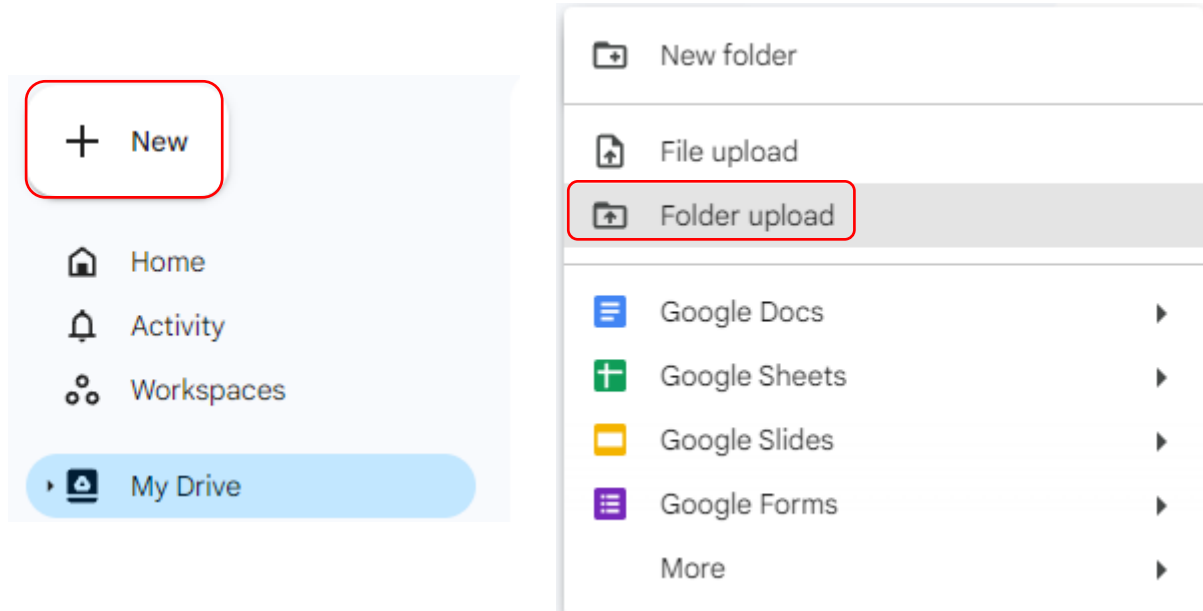 New
Home
Activity
Workspaces
My Drive
New folder
File upload
Folder upload
Google Docs
Google Sheets
Google Slides
Google Forms
More